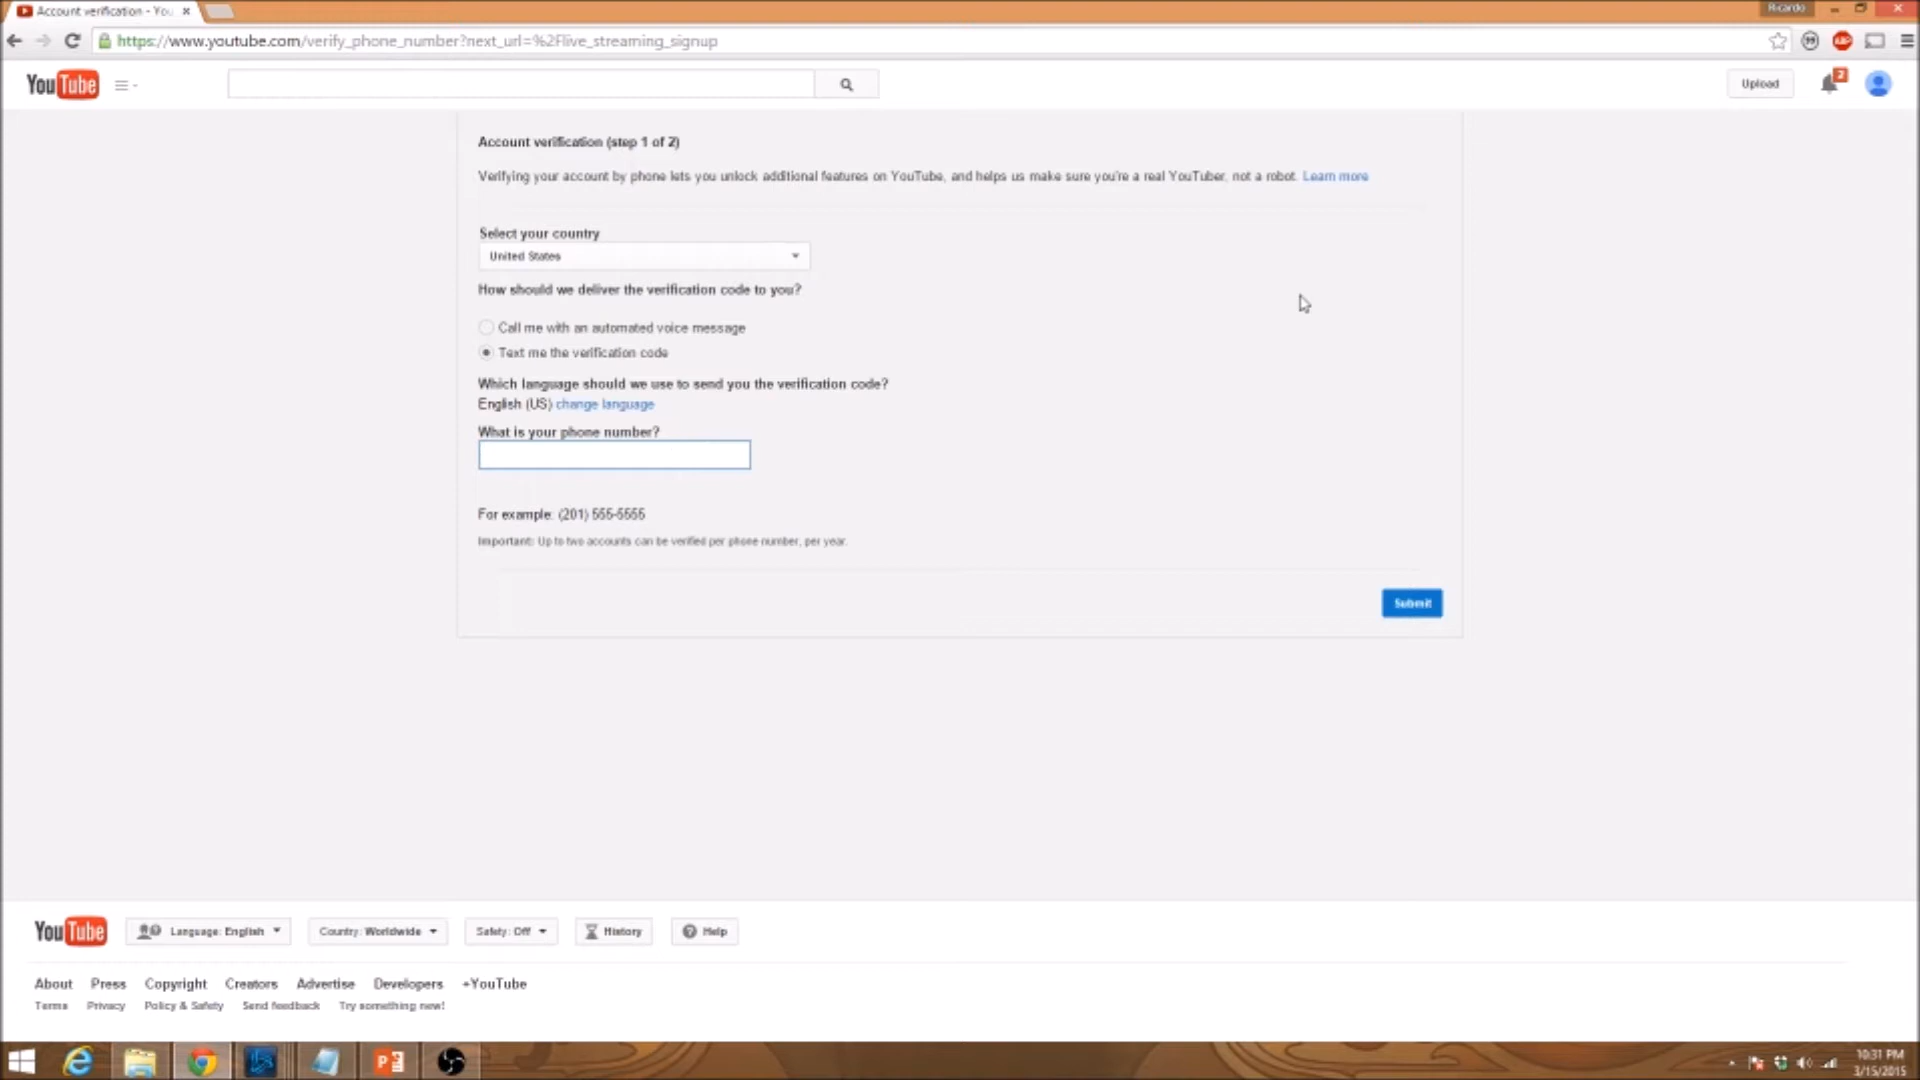 Account verification - You
Ricardo
https://www.youtube.com/verify_phone_number?next_url=%2Flive_streaming_signup
ABP
YouTube
Upload
2
Account verification (step 1 of 2)
Verifying your account by phone lets you unlock additional features on YouTube, and helps us make sure you're a real YouTuber, not a robot. Learn more
Select your country
United States
How should we deliver the verification code to you?
Call me with an automated voice message
Text me the verification code
Which language should we use to send you the verification code?
English (US) change language
What is your phone number?
For example: (201) 555-5555
Important: Up to two accounts can be verified per phone number, per year.
Submit
YouTube
Language: English
Country: Worldwide
Safety: Off
History
Help
About Press Copyright Creators Advertise Developers +YouTube
Terms Privacy Policy & Safety Send feedback Try something new!
10:31 PM
3/15/2015